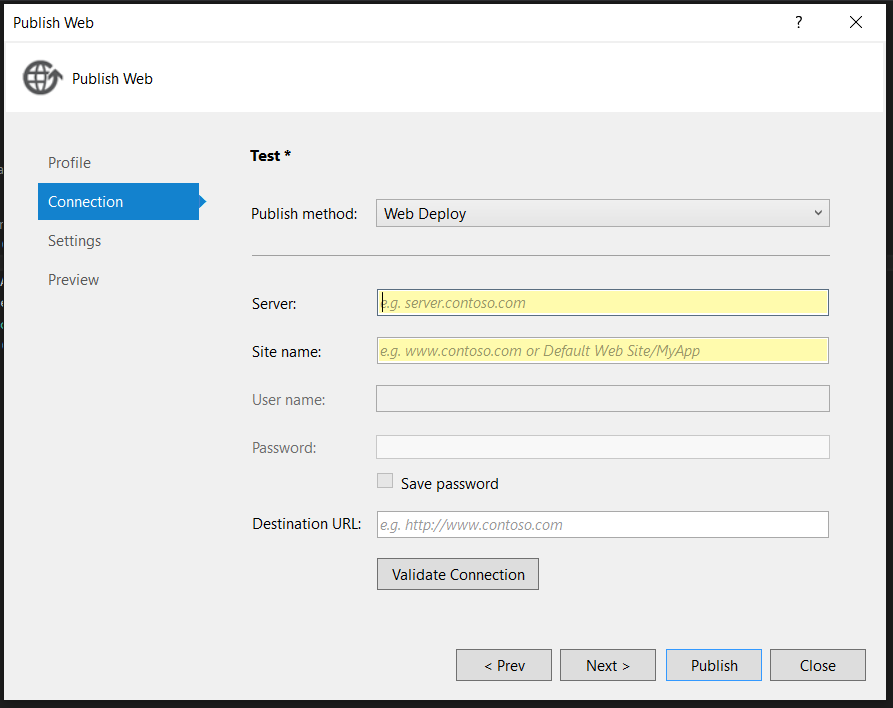 Publish Web
?
Publish Web
Profile
Connection
Settings
Preview
Test *
Publish method: Web Deploy
Server: e.g. server.contoso.com
Site name: e.g. www.contoso.com or Default Web Site/MyApp
User name:
Password:
Save password
Destination URL: e.g. http://www.contoso.com
Validate Connection
< Prev Next > Publish Close